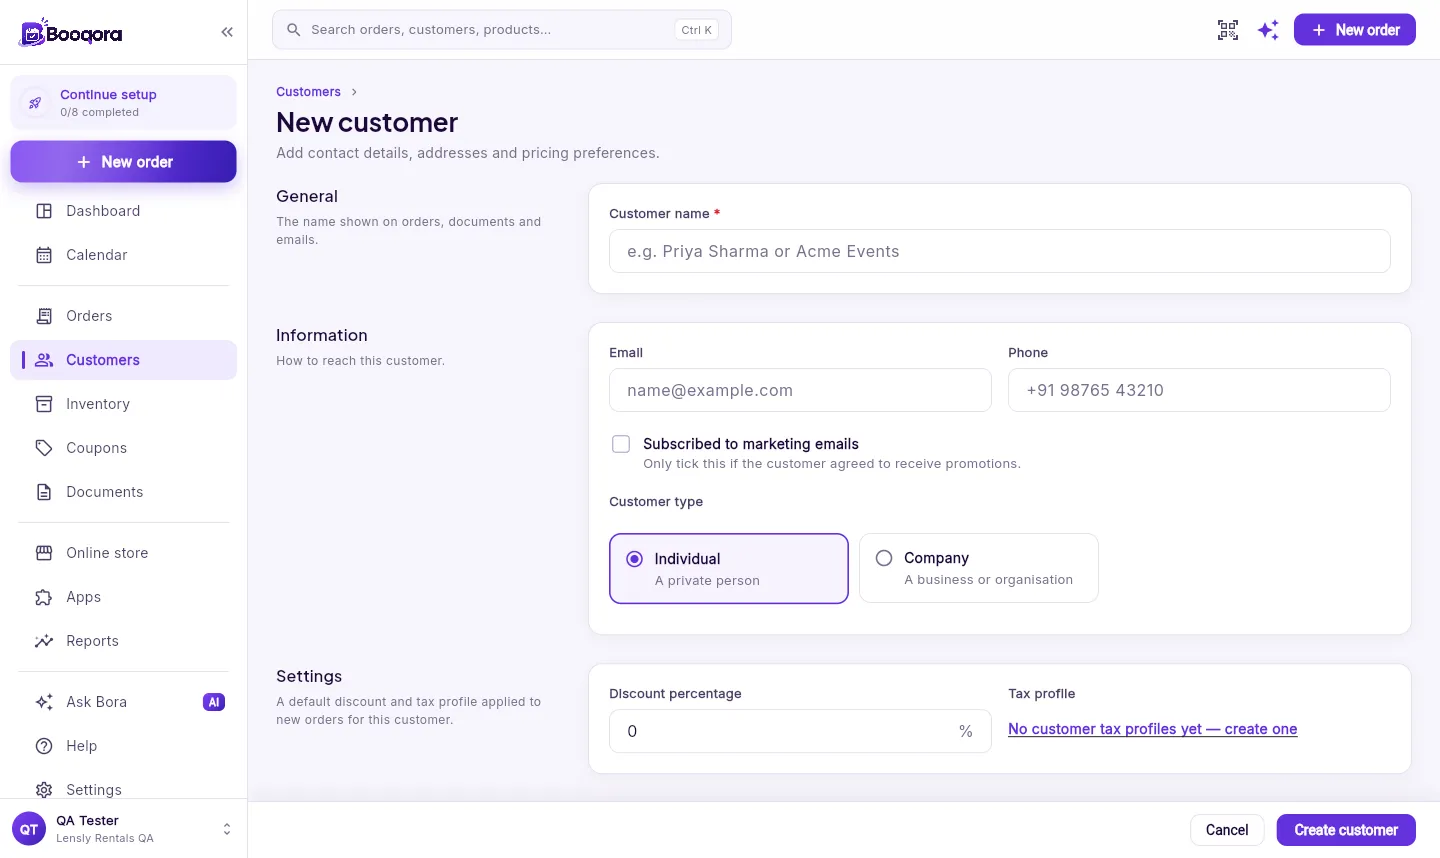 Booqora
Search orders, customers, products...
Ctrl K
New order
Continue setup
0/8 completed
New order
Dashboard
Calendar
Orders
Customers
Inventory
Coupons
Documents
Online store
Apps
Reports
Ask Bora
AI
Help
Settings
QT
QA Tester
Lensly Rentals QA
Customers
New customer
Add contact details, addresses and pricing preferences.
General
The name shown on orders, documents and
emails.
Customer name *
e.g. Priya Sharma or Acme Events
Information
How to reach this customer.
Email
Phone
name@example.com
+91 98765 43210
Subscribed to marketing emails
Only tick this if the customer agreed to receive promotions.
Customer type
Individual
A private person
Company
A business or organisation
Settings
A default discount and tax profile applied to
new orders for this customer.
Discount percentage
0
%
Tax profile
No customer tax profiles yet — create one
Cancel
Create customer